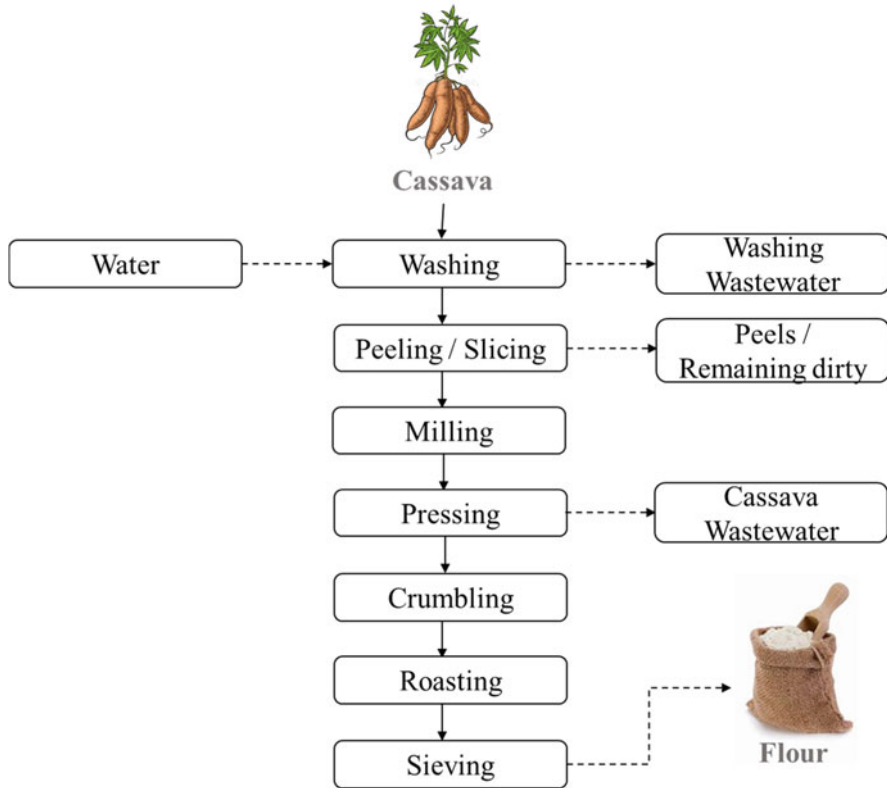 Cassava
Water
Washing
Washing
Wastewater
Peeling / Slicing
Peels /
Remaining dirty
Milling
Pressing
Cassava
Wastewater
Crumbling
Roasting
Sieving
Flour